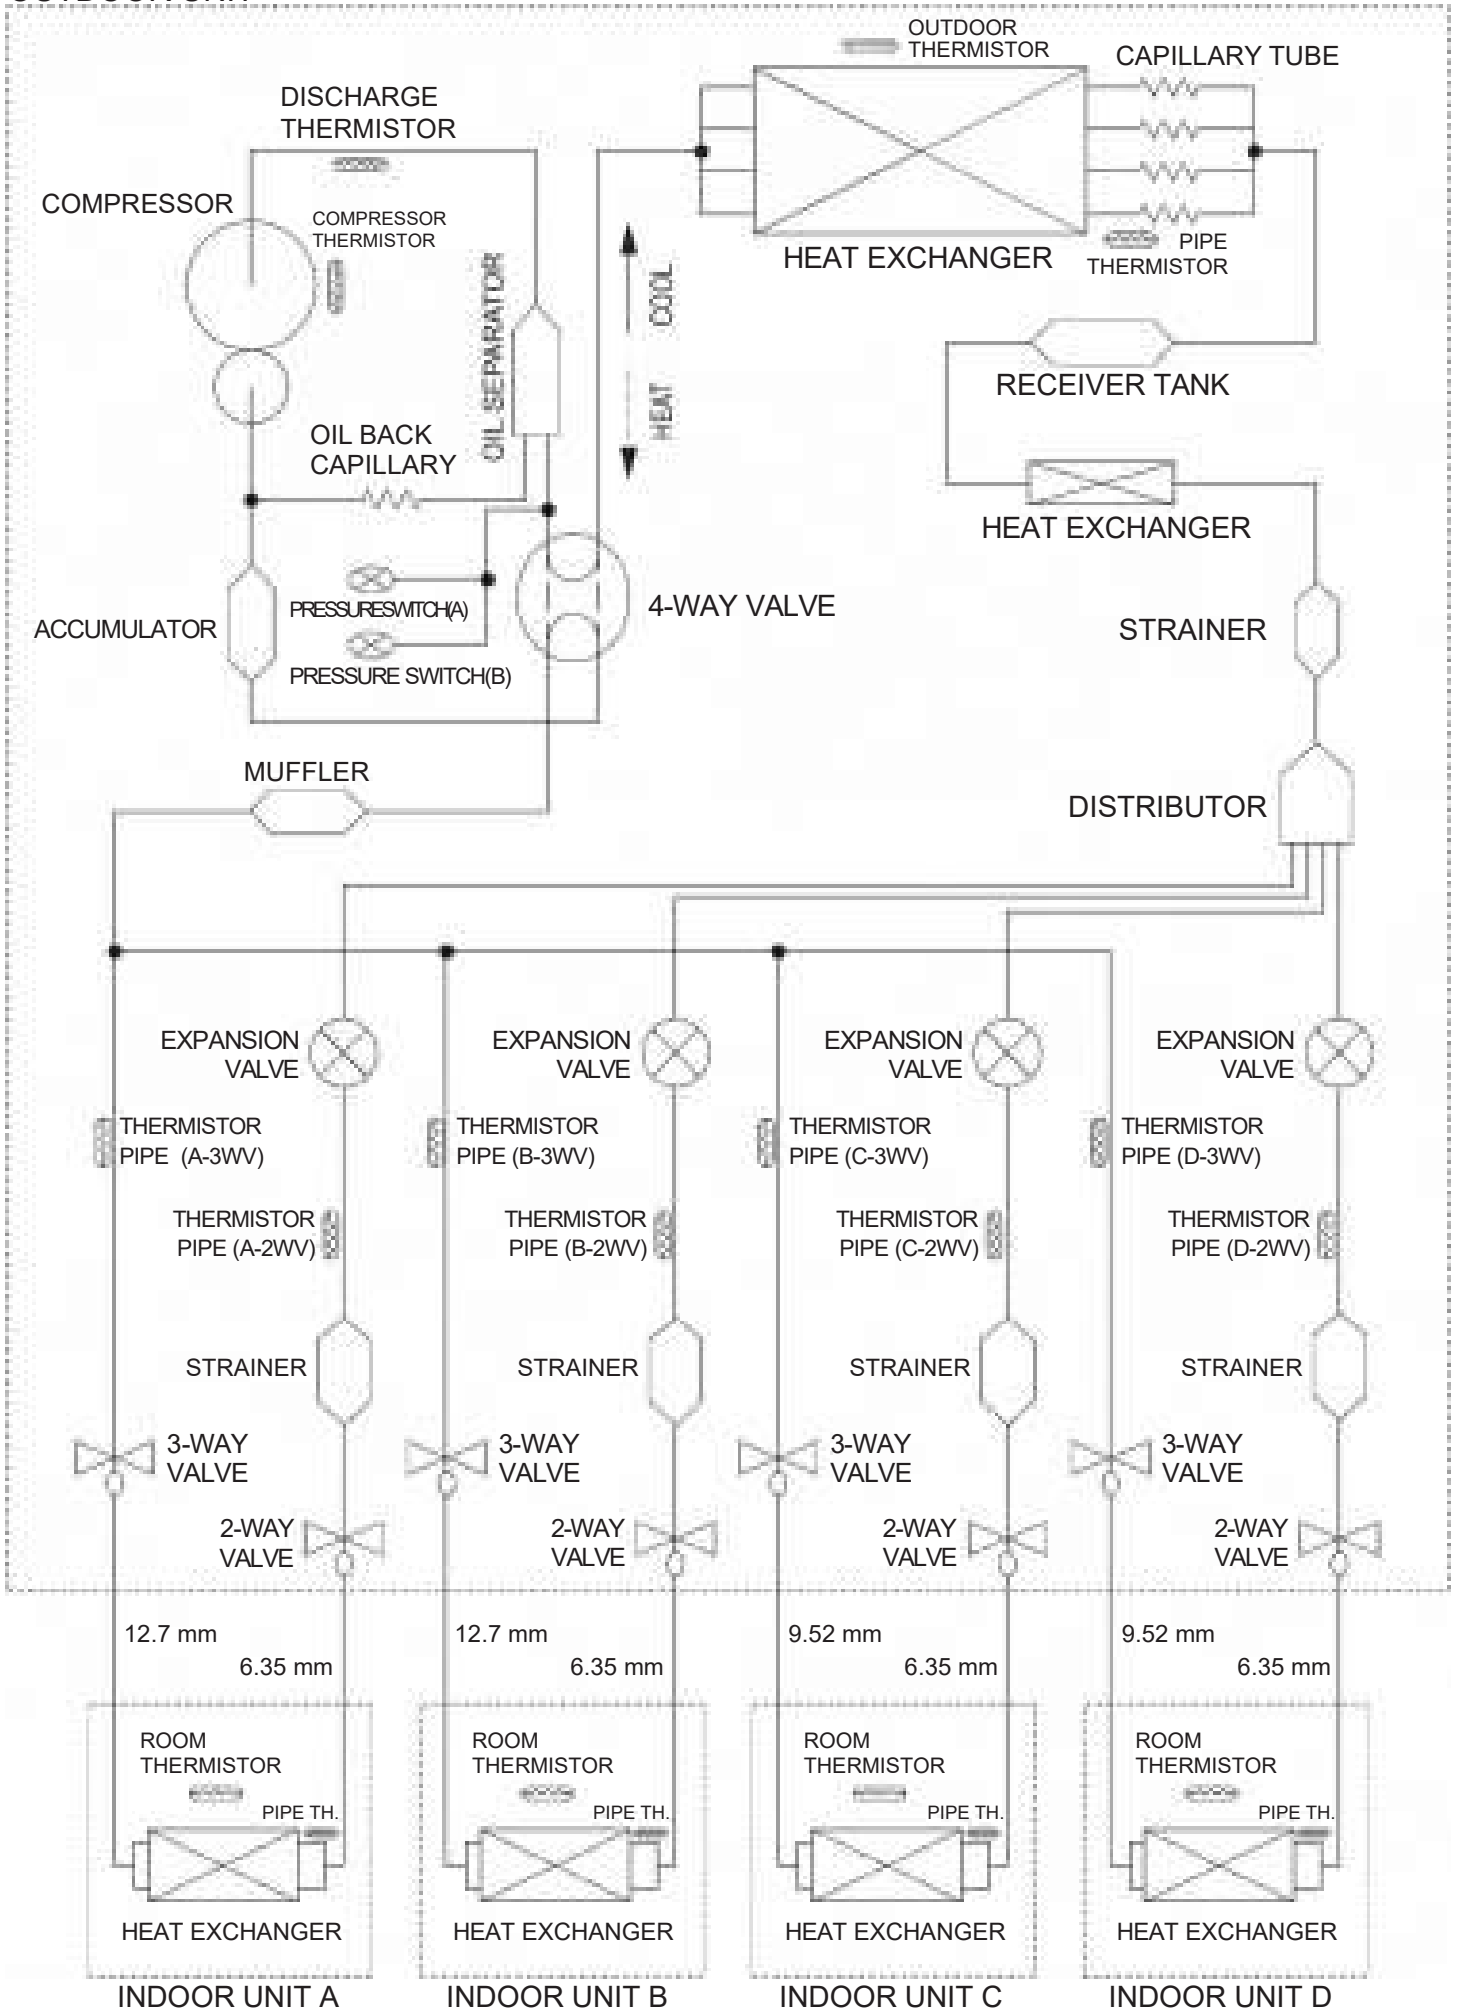 OUTDOOR
THERMISTOR
CAPILLARY TUBE
DISCHARGE
THERMISTOR
COMPRESSOR
COMPRESSOR
THERMISTOR
OIL SEPARATOR
COOL
HEAT
HEAT EXCHANGER
PIPE
THERMISTOR
RECEIVER TANK
OIL BACK
CAPILLARY
HEAT EXCHANGER
PRESSURESWITCH(A)
4-WAY VALVE
ACCUMULATOR
STRAINER
PRESSURE SWITCH(B)
MUFFLER
DISTRIBUTOR
EXPANSION
VALVE
EXPANSION
VALVE
EXPANSION
VALVE
EXPANSION
VALVE
THERMISTOR
PIPE (A-3WV)
THERMISTOR
PIPE (B-3WV)
THERMISTOR
PIPE (C-3WV)
THERMISTOR
PIPE (D-3WV)
THERMISTOR
PIPE (A-2WV)
THERMISTOR
PIPE (B-2WV)
THERMISTOR
PIPE (C-2WV)
THERMISTOR
PIPE (D-2WV)
STRAINER
STRAINER
STRAINER
STRAINER
3-WAY
VALVE
3-WAY
VALVE
3-WAY
VALVE
3-WAY
VALVE
2-WAY
VALVE
2-WAY
VALVE
2-WAY
VALVE
2-WAY
VALVE
12.7 mm
6.35 mm
12.7 mm
6.35 mm
9.52 mm
6.35 mm
9.52 mm
6.35 mm
ROOM
THERMISTOR
PIPE TH.
HEAT EXCHANGER
INDOOR UNIT A
ROOM
THERMISTOR
PIPE TH.
HEAT EXCHANGER
INDOOR UNIT B
ROOM
THERMISTOR
PIPE TH.
HEAT EXCHANGER
INDOOR UNIT C
ROOM
THERMISTOR
PIPE TH.
HEAT EXCHANGER
INDOOR UNIT D